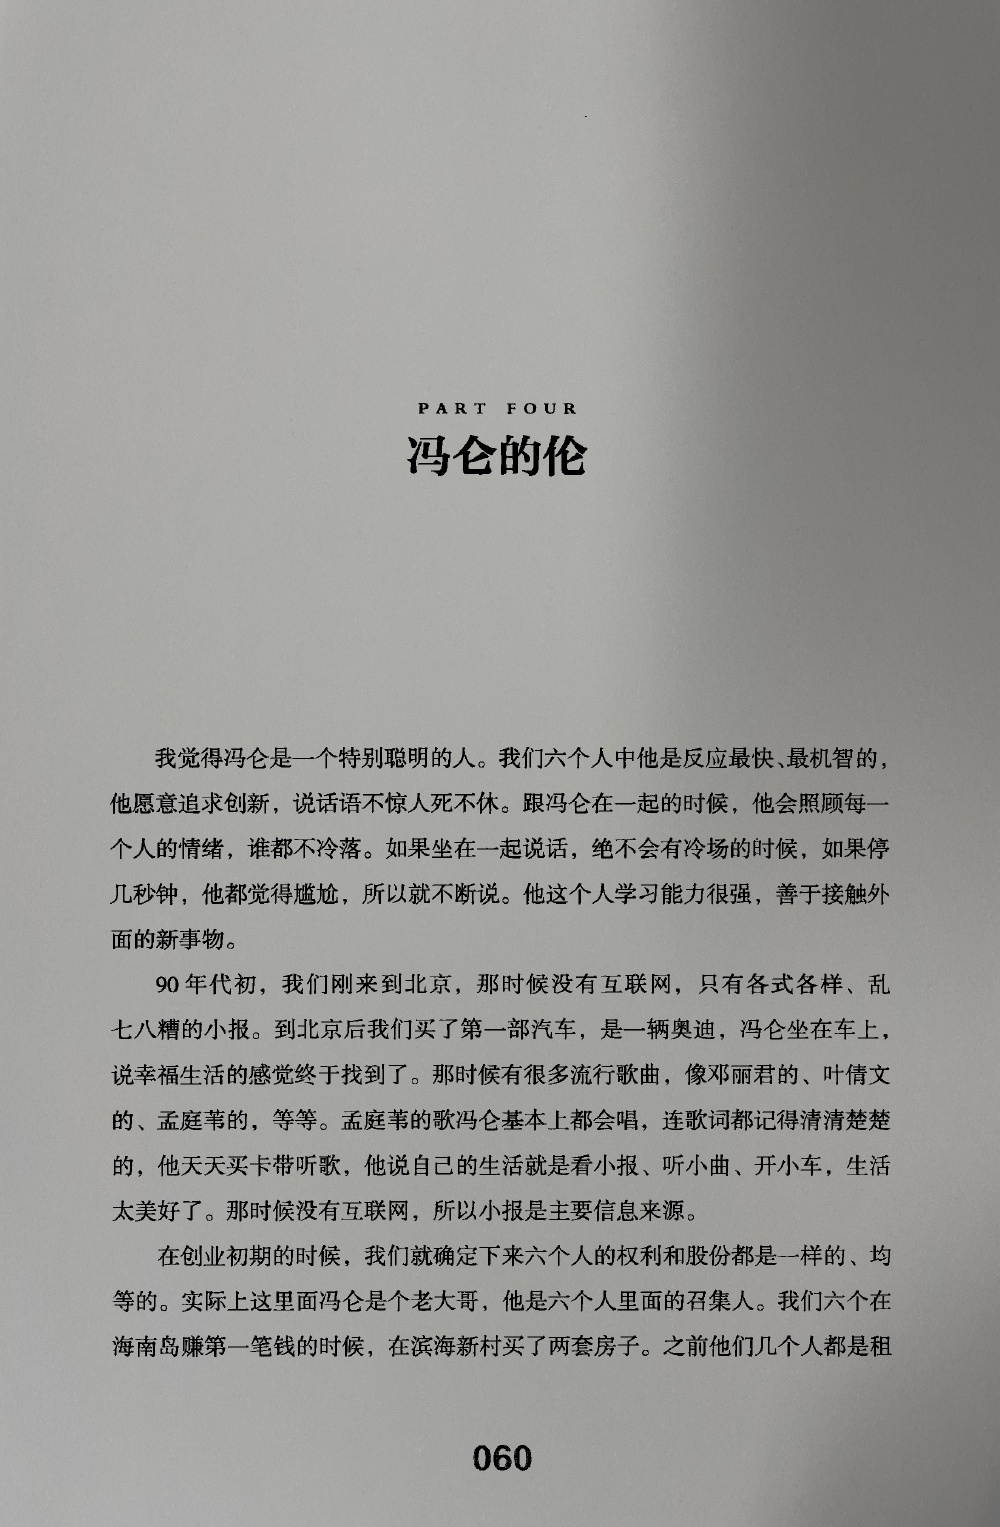 PART FOUR
冯仑的伦
我觉得冯仑是一个特别聪明的人。我们六个人中他是反应最快、最机智的，
他愿意追求创新，说话语不惊人死不休。跟冯仑在一起的时候，他会照顾每一
个人的情绪，谁都不冷落。如果坐在一起说话，绝不会有冷场的时候，如果停
几秒钟，他都觉得尴尬，所以就不断说。他这个人学习能力很强，善于接触外
面的新事物。
90 年代初，我们刚来到北京，那时候没有互联网，只有各式各样、乱
七八糟的小报。到北京后我们买了第一部汽车，是一辆奥迪，冯仑坐在车上，
说幸福生活的感觉终于找到了。那时候有很多流行歌曲，像邓丽君的、叶倩文
的、孟庭苇的，等等。孟庭苇的歌冯仑基本上都会唱，连歌词都记得清清楚楚
的，他天天买卡带听歌，他说自己的生活就是看小报、听小曲、开小车，生活
太美好了。那时候没有互联网，所以小报是主要信息来源。
在创业初期的时候，我们就确定下来六个人的权利和股份都是一样的、均
等的。实际上这里面冯仑是个老大哥，他是六个人里面的召集人。我们六个在
海南岛赚第一笔钱的时候，在滨海新村买了两套房子。之前他们几个人都是租
060